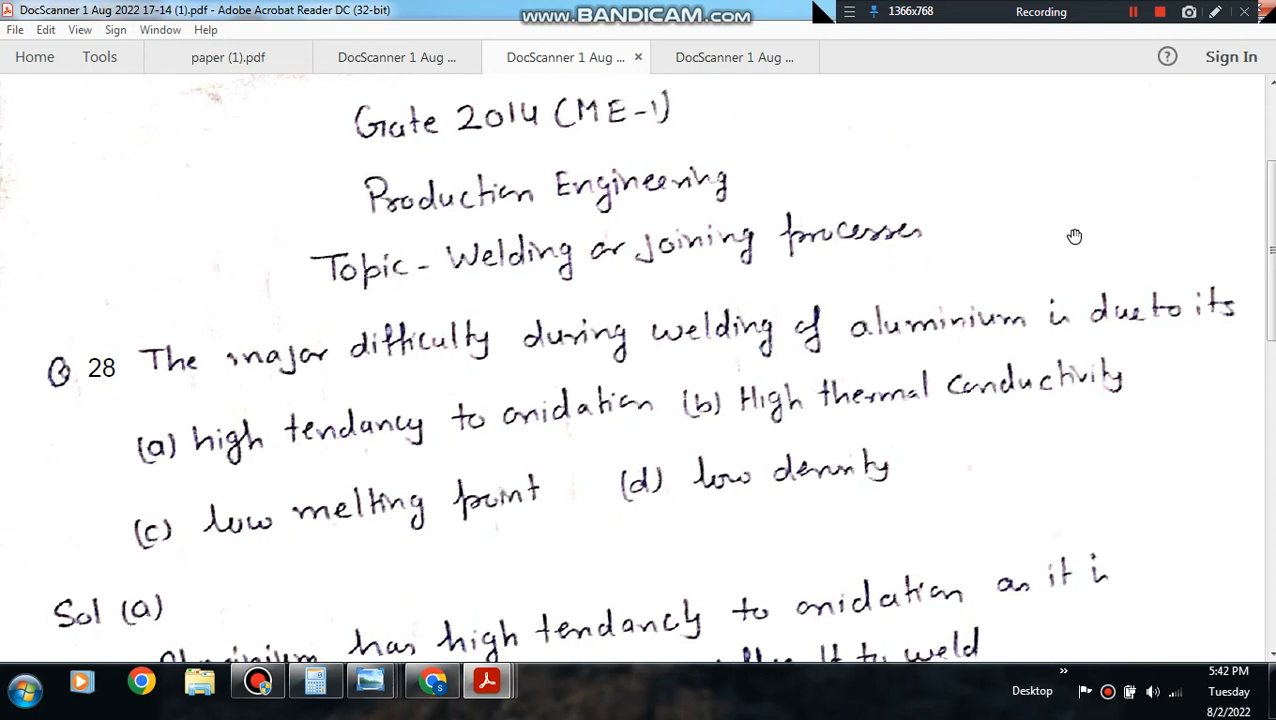 DocScanner 1 Aug 2022 17-14 (1).pdf - Adobe Acrobat Reader DC (32-bit)
www.BANDICAM.com
1366x768
Recording
File Edit View Sign Window Help
Home Tools paper (1).pdf DocScanner 1 Aug ... DocScanner 1 Aug ... × DocScanner 1 Aug ... Sign In
Gate 2014 (ME-1)
Production Engineering
Topic - Welding or joining processes
Q 28 The major difficulty during welding of aluminium is due to its
(a) high tendancy to oxidation (b) High thermal conductivity
(c) low melting point (d) low density
Sol (a)
Aluminium has high tendancy to oxidation as it is
to weld
5:42 PM
Desktop
Tuesday
8/2/2022